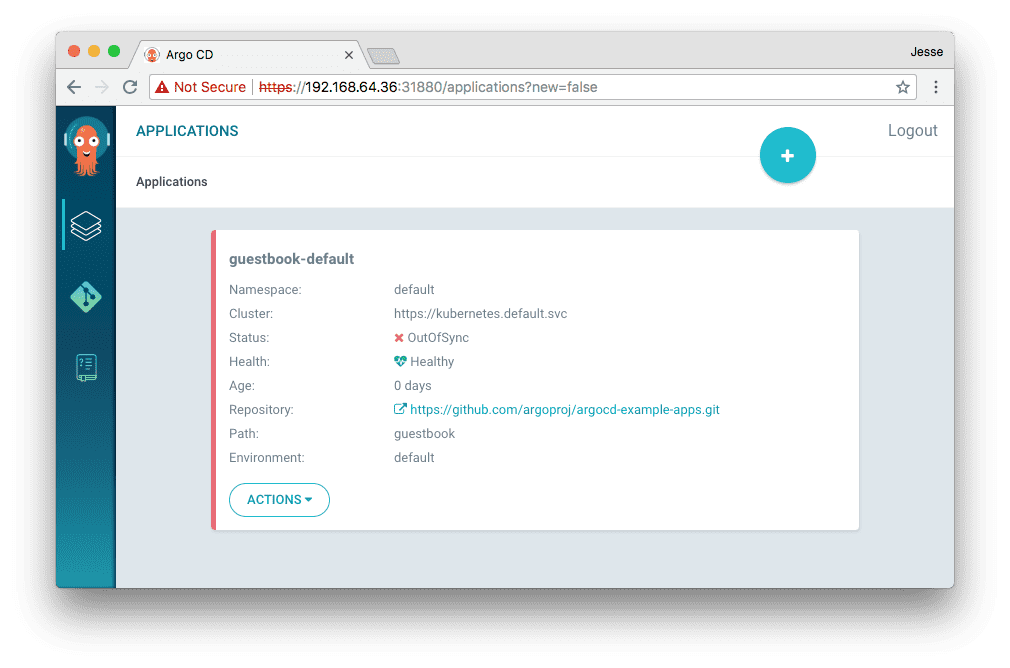 Argo CD
Jesse
Not Secure https://192.168.64.36:31880/applications?new=false
APPLICATIONS
Logout
Applications
guestbook-default
Namespace: default
Cluster: https://kubernetes.default.svc
Status: OutOfSync
Health: Healthy
Age: 0 days
Repository: https://github.com/argoproj/argocd-example-apps.git
Path: guestbook
Environment: default
ACTIONS